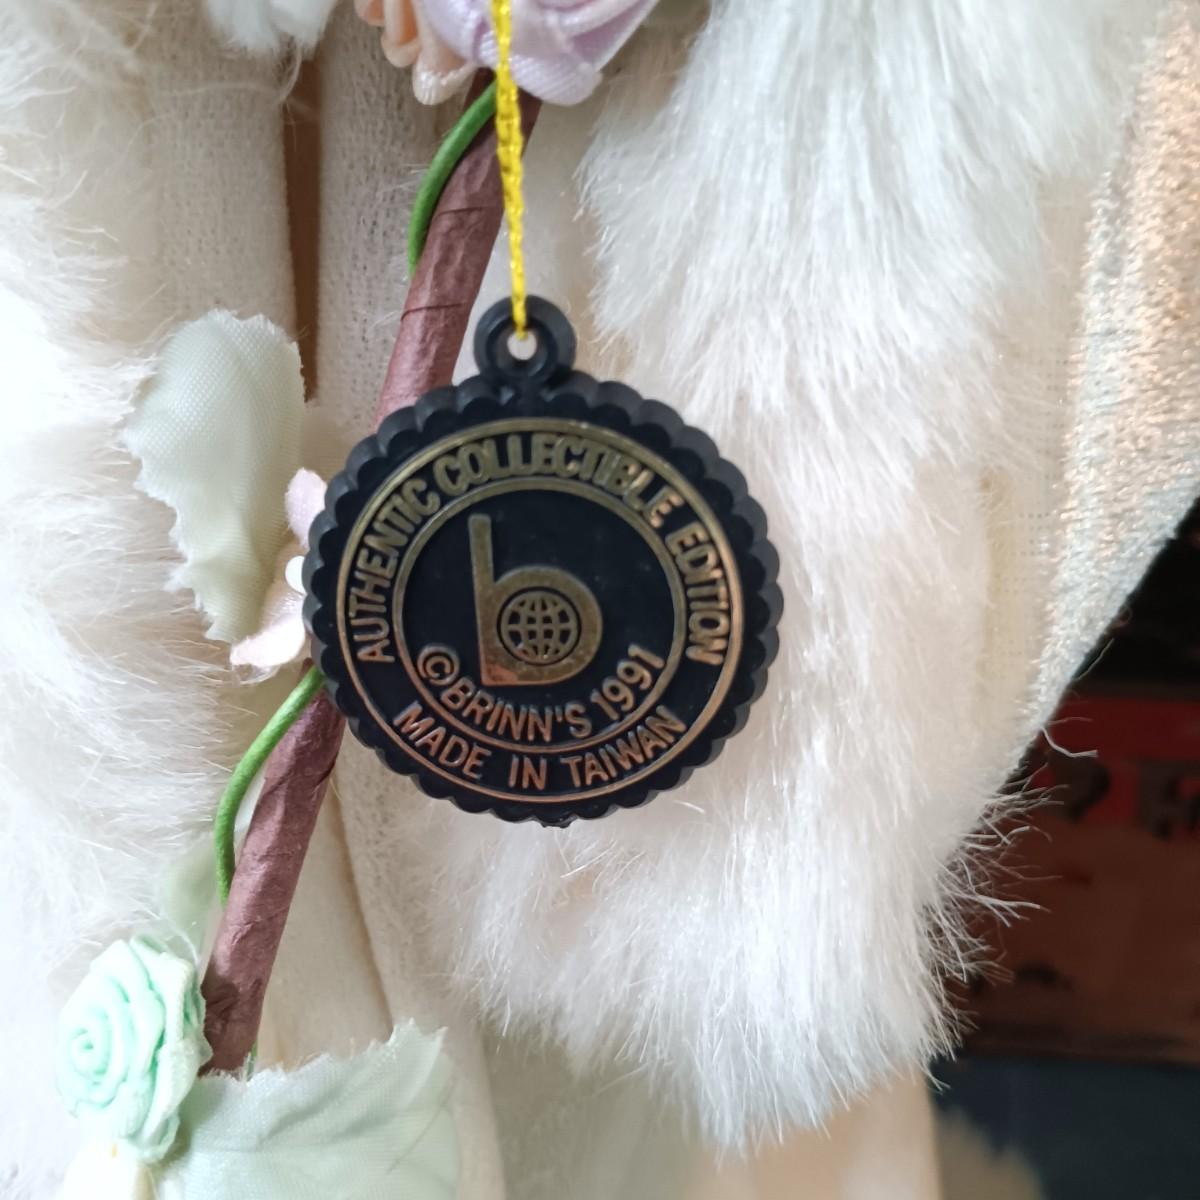 AUTHENTIC COLLECTIBLE EDITION
b
©BRINN'S 1991
MADE IN TAIWAN